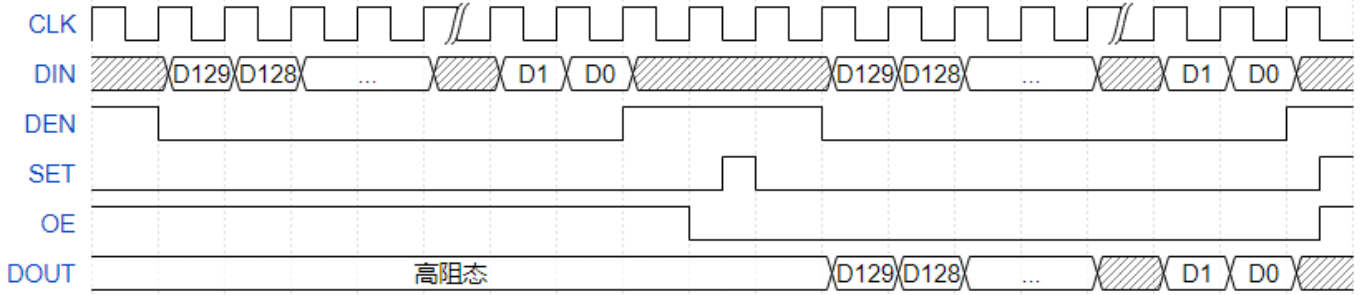 CLK
DIN D129 D128 ... D1 D0 D129 D128 ... D1 D0
DEN
SET
OE
DOUT 高阻态 D129 D128 ... D1 D0